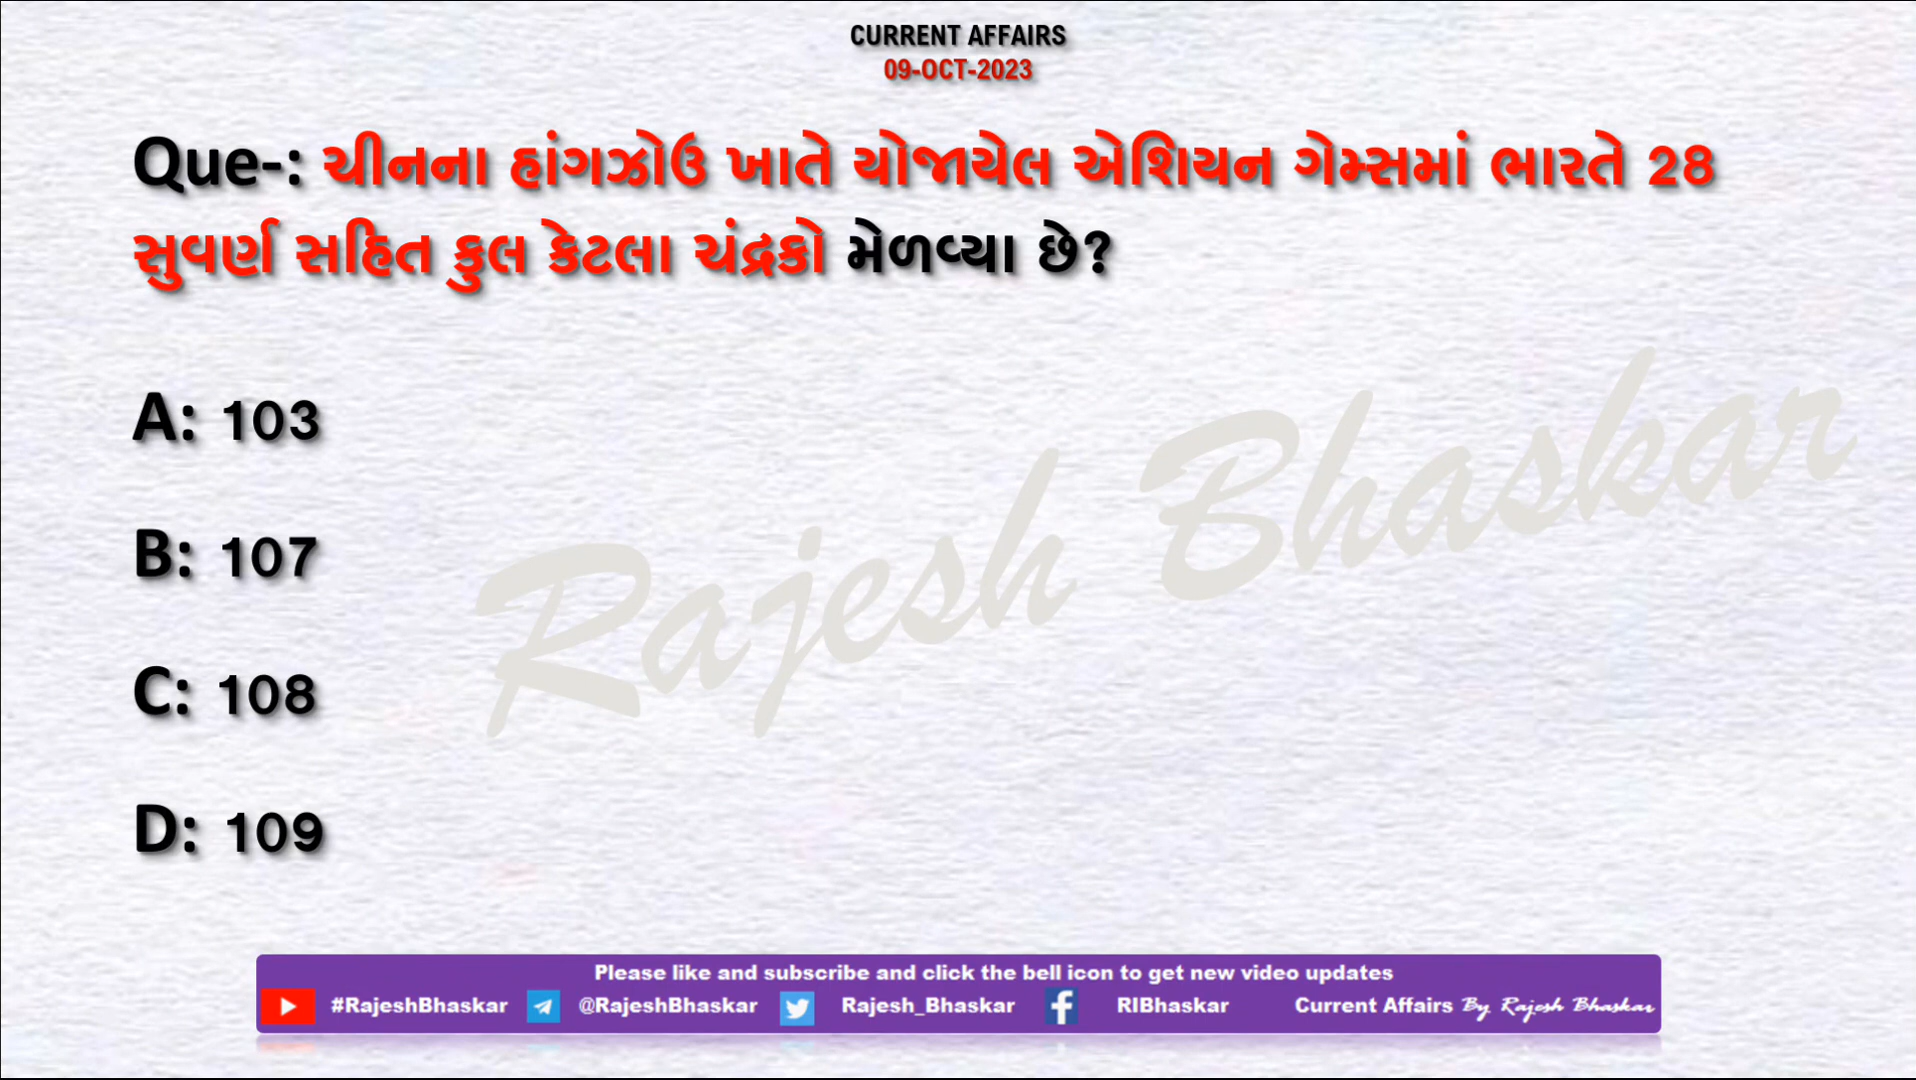 CURRENT AFFAIRS
09-OCT-2023
Que-: ચીનના હાંગઝોઉ ખાતે યોજાયેલ એશિયન ગેમ્સમાં ભારતે 28
સુવર્ણ સહિત કુલ કેટલા ચંદ્રકો મેળવ્યા છે?
A: 103
B: 107
C: 108
D: 109
Rajesh Bhaskar
Please like and subscribe and click the bell icon to get new video updates
#RajeshBhaskar @RajeshBhaskar Rajesh_Bhaskar RIBhaskar Current Affairs By Rajesh Bhaskar